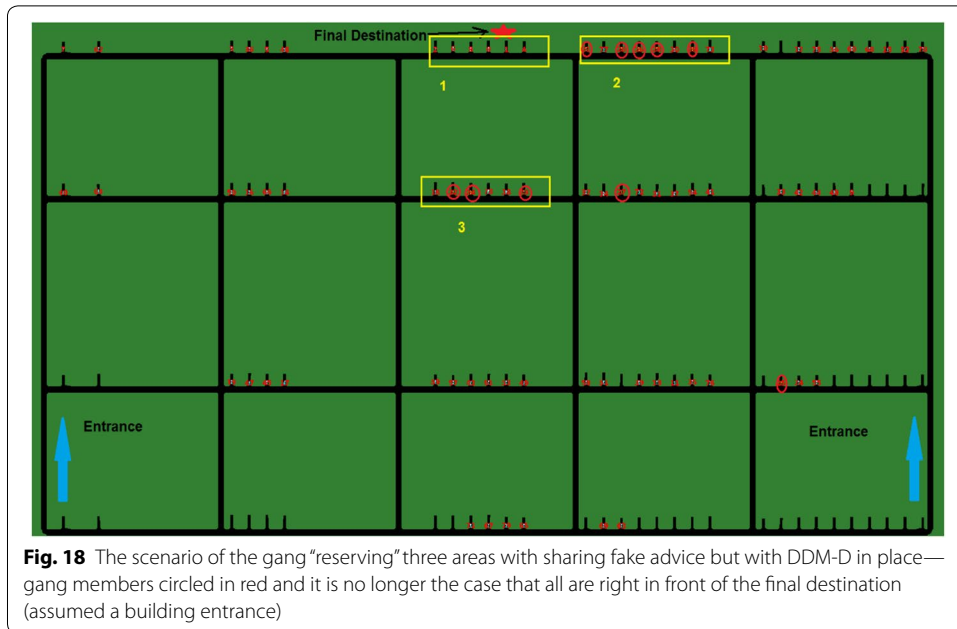 Final Destination
1
2
3
Entrance
Entrance
Fig. 18 The scenario of the gang "reserving" three areas with sharing fake advice but with DDM-D in place—
gang members circled in red and it is no longer the case that all are right in front of the final destination
(assumed a building entrance)